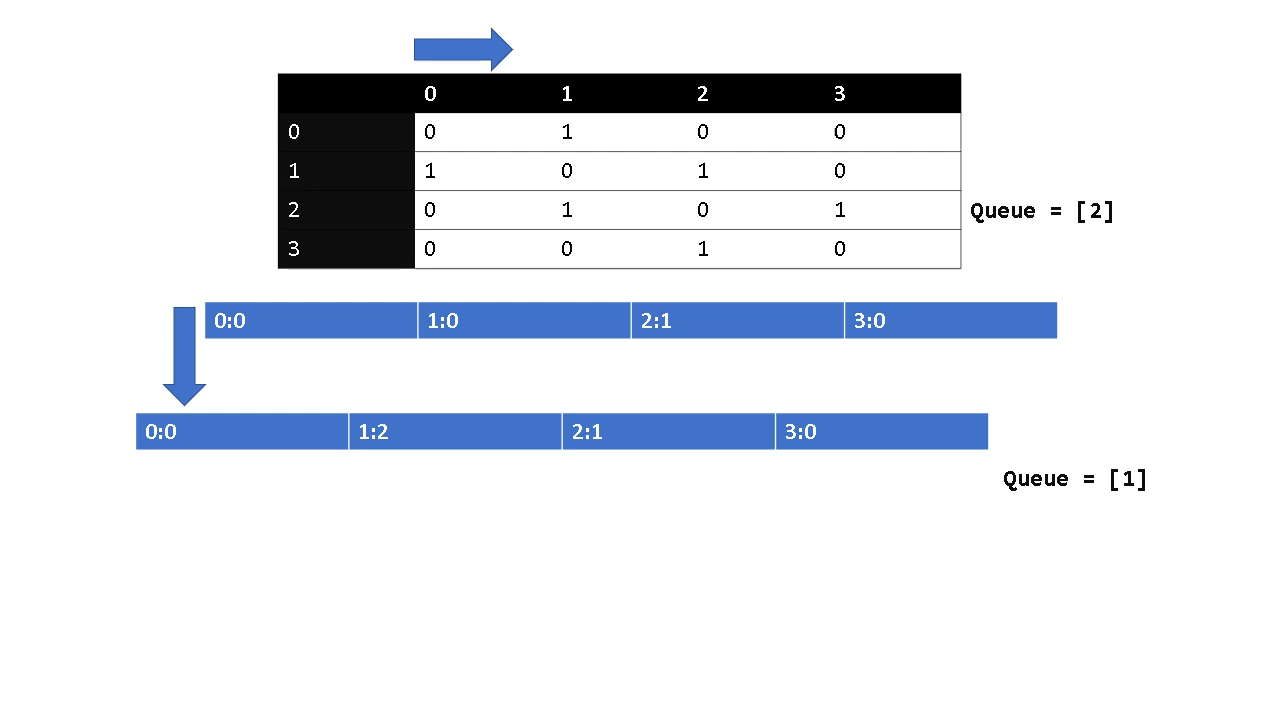 0 1 2 3
0 0 1 0 0
1 1 0 1 0
2 0 1 0 1 Queue = [2]
3 0 0 1 0
0:0 1:0 2:1 3:0
0:0 1:2 2:1 3:0
Queue = [1]